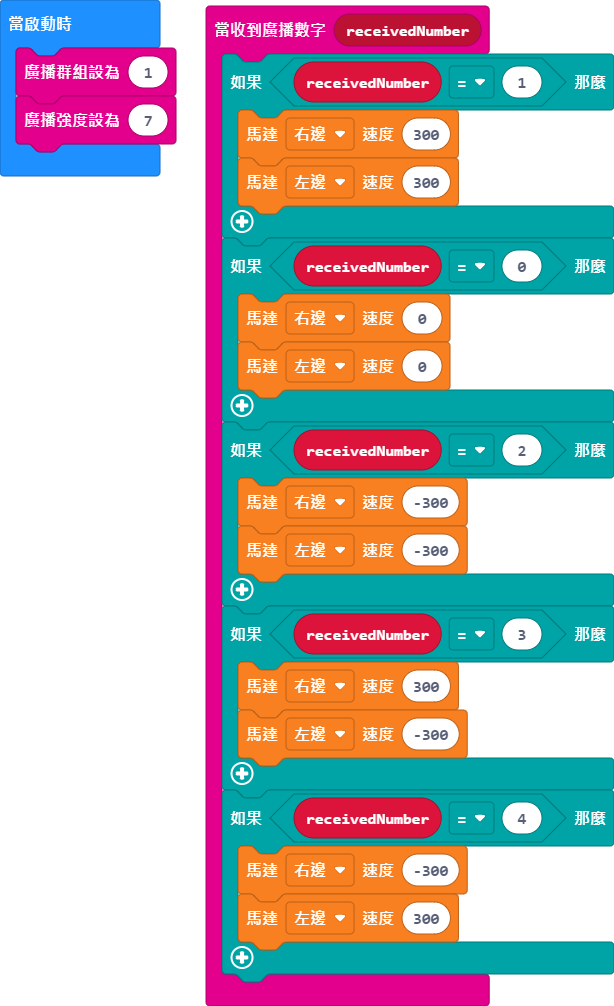 當啟動時
廣播群組設為 1
廣播強度設為 7
當收到廣播數字 receivedNumber
如果 receivedNumber = 1 那麼
馬達 右邊 速度 300
馬達 左邊 速度 300
如果 receivedNumber = 0 那麼
馬達 右邊 速度 0
馬達 左邊 速度 0
如果 receivedNumber = 2 那麼
馬達 右邊 速度 -300
馬達 左邊 速度 -300
如果 receivedNumber = 3 那麼
馬達 右邊 速度 300
馬達 左邊 速度 -300
如果 receivedNumber = 4 那麼
馬達 右邊 速度 -300
馬達 左邊 速度 300